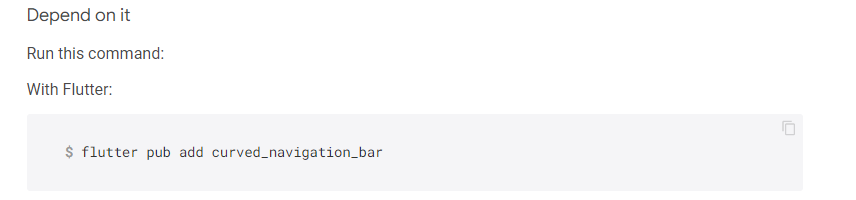 Depend on it
Run this command:
With Flutter:
$ flutter pub add curved_navigation_bar